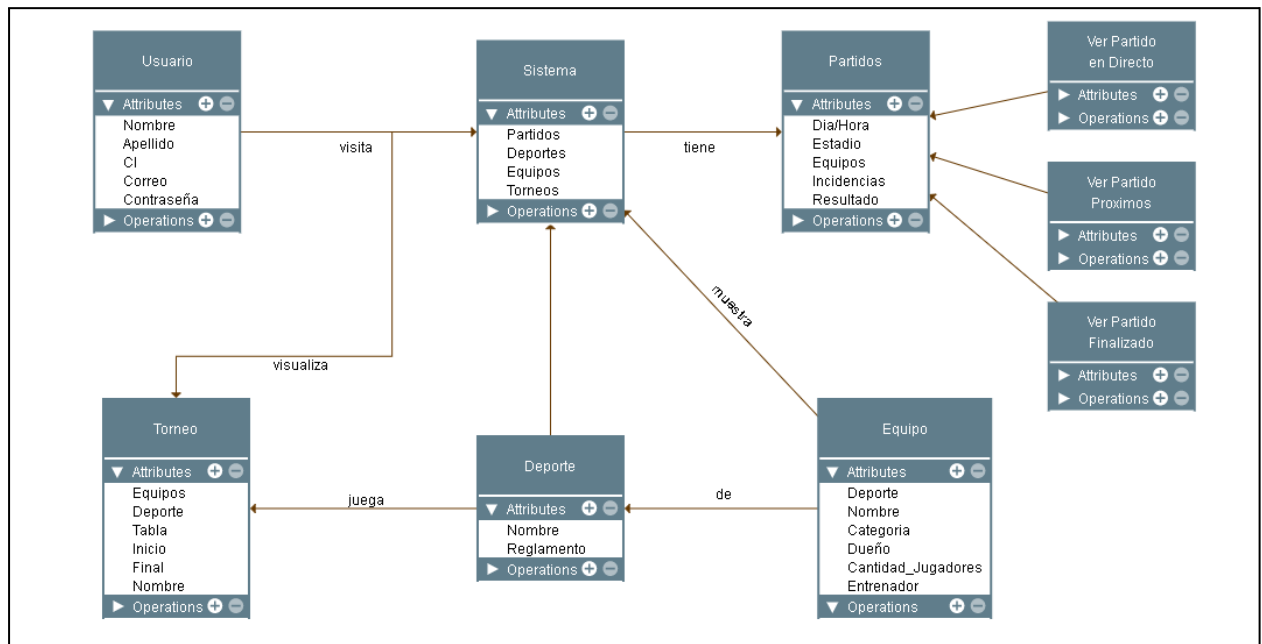 Usuario
Attributes
Nombre
Apellido
CI
Correo
Contraseña
Operations
visita
Sistema
Attributes
Partidos
Deportes
Equipos
Torneos
Operations
tiene
Partidos
Attributes
Dia/Hora
Estadio
Equipos
Incidencias
Resultado
Operations
Ver Partido
en Directo
Attributes
Operations
Ver Partido
Proximos
Attributes
Operations
Ver Partido
Finalizado
Attributes
Operations
muestra
visualiza
Torneo
Attributes
Equipos
Deporte
Tabla
Inicio
Final
Nombre
Operations
juega
Deporte
Attributes
Nombre
Reglamento
Operations
de
Equipo
Attributes
Deporte
Nombre
Categoria
Dueño
Cantidad_Jugadores
Entrenador
Operations